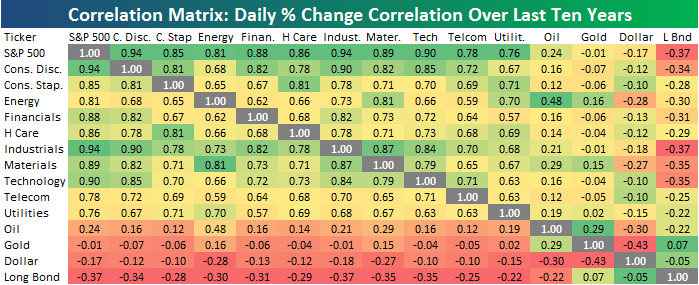 Correlation Matrix: Daily % Change Correlation Over Last Ten Years
Ticker S&P 500 C. Disc. C. Stap Energy Finan. H Care Indust. Mater. Tech Telcom Utilit. Oil Gold Dollar L Bnd
S&P 500 1.00 0.94 0.85 0.81 0.88 0.86 0.94 0.89 0.90 0.78 0.76 0.24 -0.01 -0.17 -0.37
Cons. Disc. 0.94 1.00 0.81 0.68 0.82 0.78 0.90 0.82 0.85 0.72 0.67 0.16 -0.07 -0.12 -0.34
Cons. Stap. 0.85 0.81 1.00 0.65 0.67 0.81 0.78 0.71 0.70 0.69 0.71 0.12 -0.06 -0.10 -0.28
Energy 0.81 0.68 0.65 1.00 0.62 0.66 0.73 0.81 0.66 0.59 0.70 0.48 0.16 -0.28 -0.30
Financials 0.88 0.82 0.67 0.62 1.00 0.68 0.82 0.73 0.72 0.64 0.57 0.16 -0.06 -0.13 -0.31
H Care 0.86 0.78 0.81 0.66 0.68 1.00 0.78 0.71 0.73 0.68 0.69 0.14 -0.04 -0.12 -0.29
Industrials 0.94 0.90 0.78 0.73 0.82 0.78 1.00 0.87 0.84 0.70 0.68 0.21 -0.01 -0.18 -0.37
Materials 0.89 0.82 0.71 0.81 0.73 0.71 0.87 1.00 0.79 0.65 0.67 0.29 0.15 -0.27 -0.35
Technology 0.90 0.85 0.70 0.66 0.72 0.73 0.84 0.79 1.00 0.71 0.63 0.16 -0.04 -0.10 -0.35
Telecom 0.78 0.72 0.69 0.59 0.64 0.68 0.70 0.65 0.71 1.00 0.63 0.12 -0.05 -0.10 -0.25
Utilities 0.76 0.67 0.71 0.70 0.57 0.69 0.68 0.67 0.63 0.63 1.00 0.19 0.02 -0.15 -0.22
Oil 0.24 0.16 0.12 0.48 0.16 0.14 0.21 0.29 0.16 0.12 0.19 1.00 0.29 -0.30 -0.22
Gold -0.01 -0.07 -0.06 0.16 -0.06 -0.04 -0.01 0.15 -0.04 -0.05 0.02 0.29 1.00 -0.43 0.07
Dollar -0.17 -0.12 -0.10 -0.28 -0.13 -0.12 -0.18 -0.27 -0.10 -0.10 -0.15 -0.30 -0.43 1.00 -0.05
Long Bond -0.37 -0.34 -0.28 -0.30 -0.31 -0.29 -0.37 -0.35 -0.35 -0.25 -0.22 -0.22 0.07 -0.05 1.00